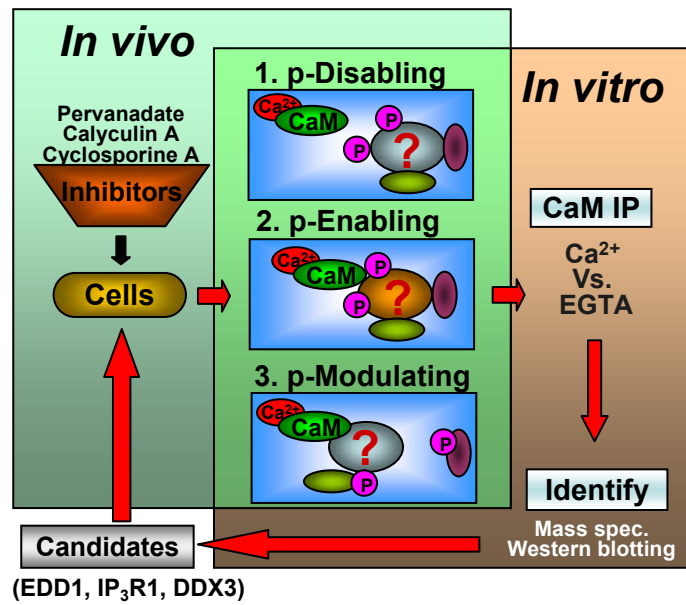 In vivo
In vitro
Pervanadate
Calyculin A
Cyclosporine A
Inhibitors
Cells
1. p-Disabling
Ca²⁺
CaM
P
P
?
2. p-Enabling
Ca²⁺
CaM
P
P
?
3. p-Modulating
Ca²⁺
CaM
?
P
P
CaM IP
Ca²⁺
Vs.
EGTA
Identify
Mass spec.
Western blotting
Candidates
(EDD1, IP₃R1, DDX3)